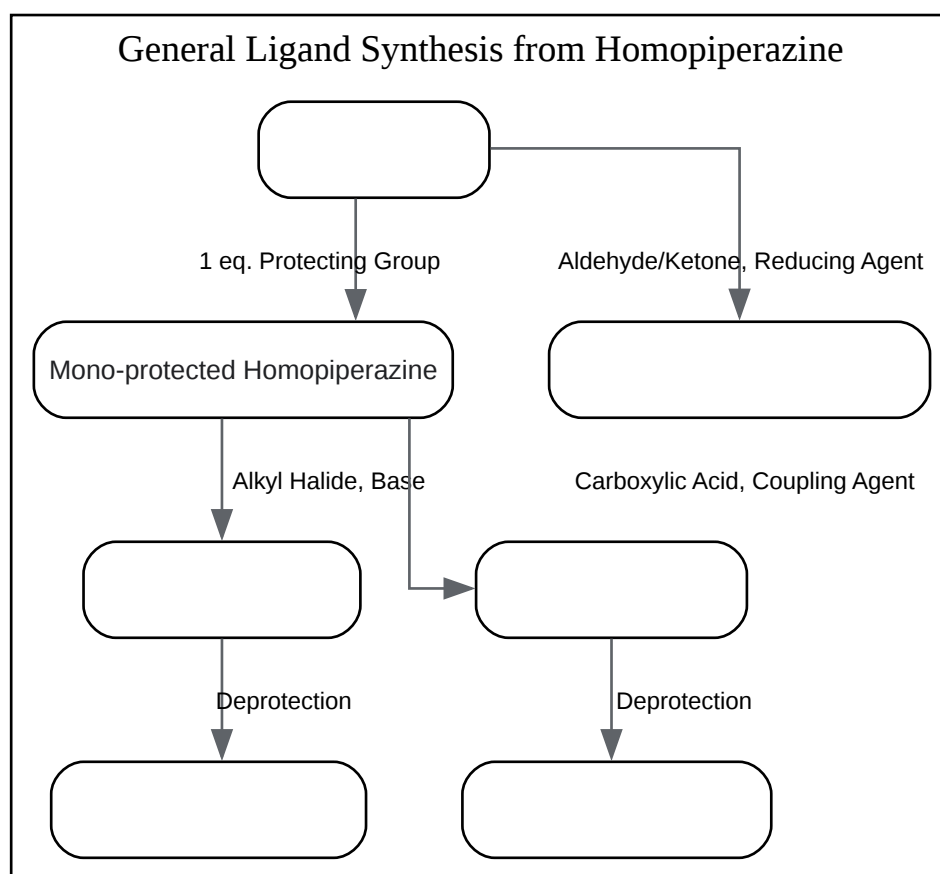 General Ligand Synthesis from Homopiperazine
1 eq. Protecting Group
Aldehyde/Ketone, Reducing Agent
Mono-protected Homopiperazine
Alkyl Halide, Base
Carboxylic Acid, Coupling Agent
Deprotection
Deprotection